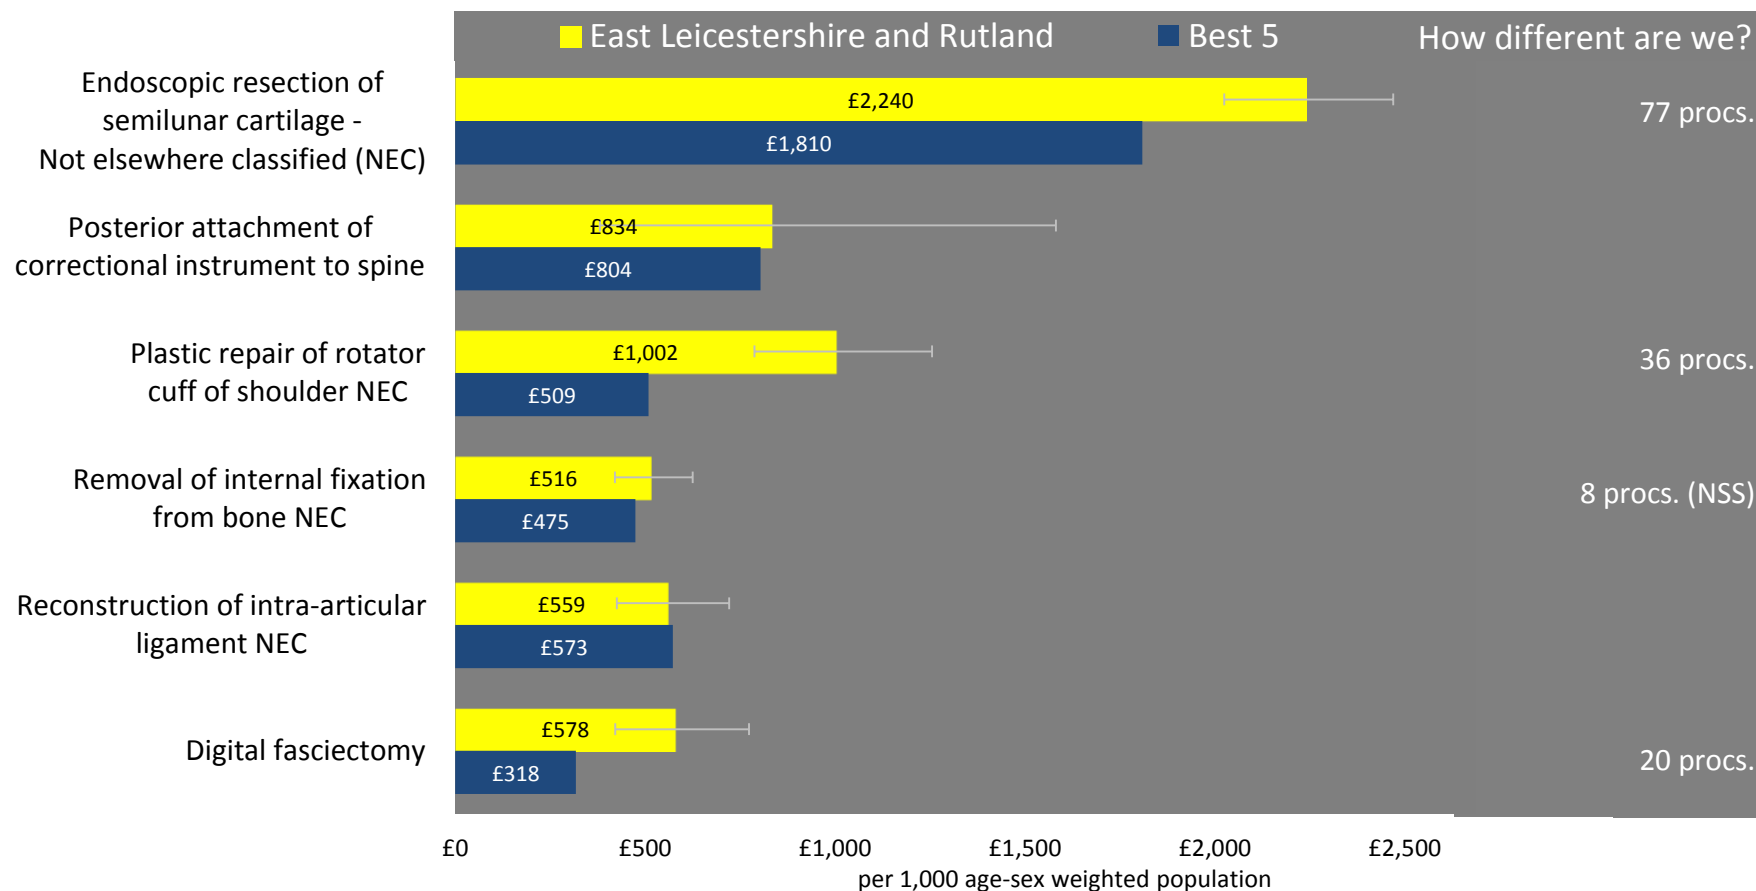 East Leicestershire and Rutland Best 5 How different are we?
Endoscopic resection of
semilunar cartilage -
Not elsewhere classified (NEC)
£2,240
£1,810
77 procs.
Posterior attachment of
correctional instrument to spine
£834
£804
Plastic repair of rotator
cuff of shoulder NEC
£1,002
£509
36 procs.
Removal of internal fixation
from bone NEC
£516
£475
8 procs. (NSS)
Reconstruction of intra-articular
ligament NEC
£559
£573
Digital fasciectomy
£578
£318
20 procs.
£0 £500 £1,000 £1,500 £2,000 £2,500
per 1,000 age-sex weighted population